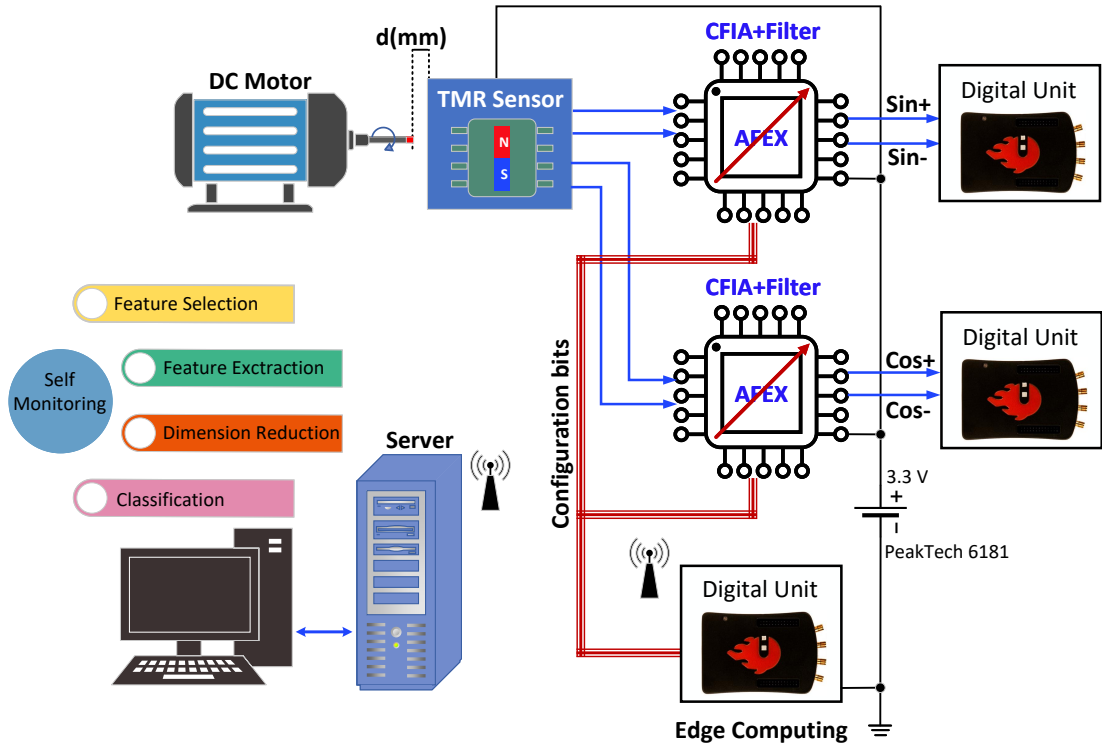 d(mm)
DC Motor
TMR Sensor
N
S
CFIA+Filter
AFEX
Sin+
Sin-
Digital Unit
CFIA+Filter
AFEX
Cos+
Cos-
Digital Unit
Configuration bits
Feature Selection
Feature Exctraction
Self
Monitoring
Dimension Reduction
Classification
Server
3.3 V
+
–
PeakTech 6181
Digital Unit
Edge Computing